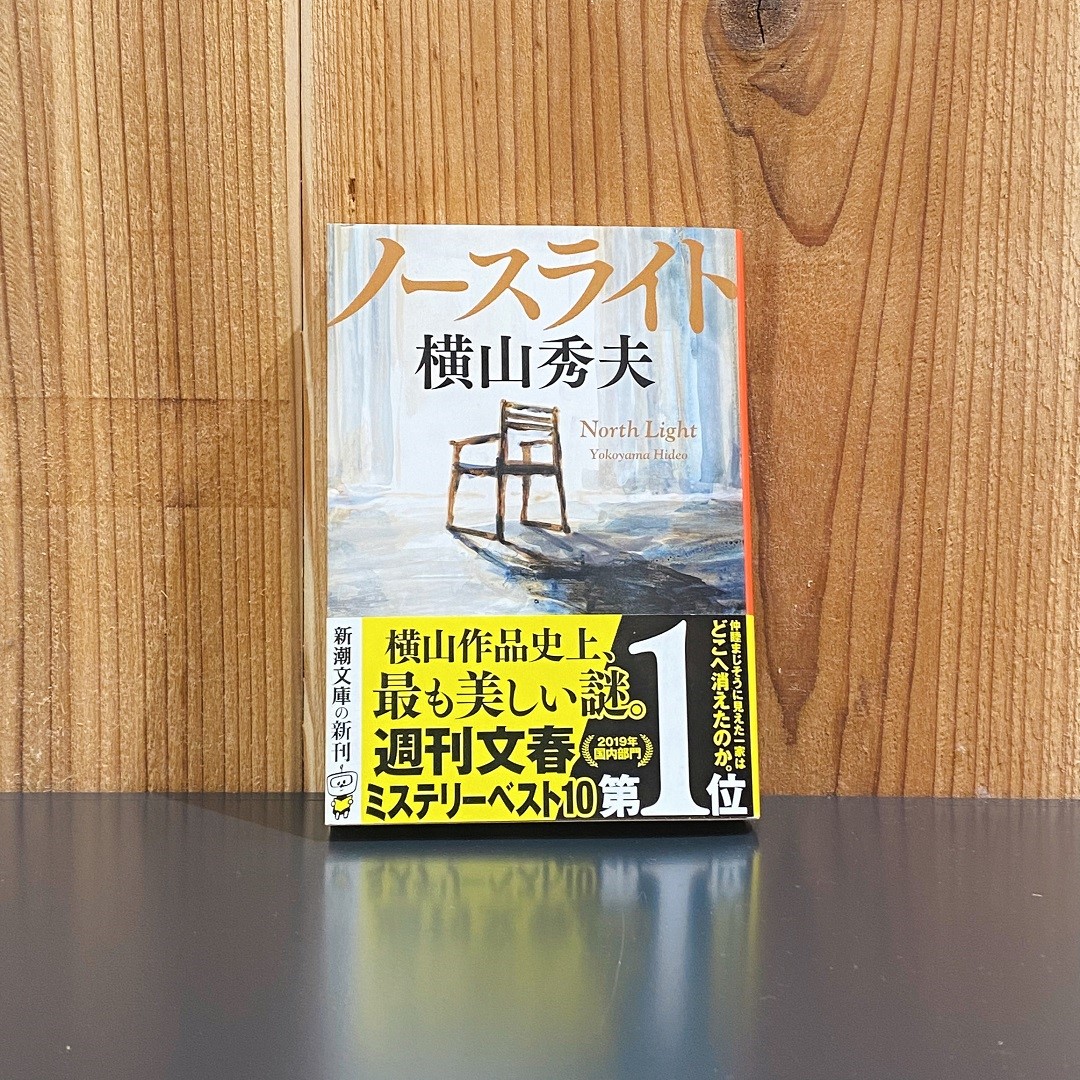 ノースライト
横山秀夫
North Light
Yokoyama Hideo
新潮文庫の新刊
横山作品史上、
最も美しい謎。
週刊文春
2019年
国内部門
ミステリーベスト10
第1位
仲睦まじそうに見えた一家は
どこへ消えたのか。